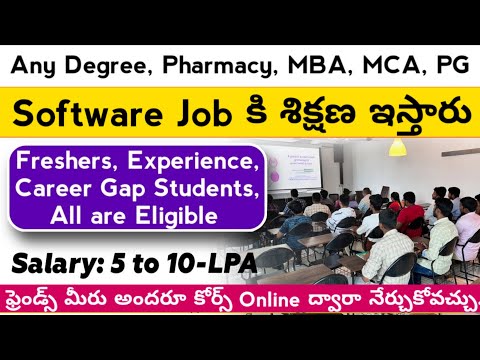 Any Degree, Pharmacy, MBA, MCA, PG
Software Job కి శిక్షణ ఇస్తారు
Freshers, Experience,
Career Gap Students,
All are Eligible
Salary: 5 to 10-LPA
ఫ్రెండ్స్ మీరు అందరూ కోర్స్ Online ద్వారా నేర్చుకోవచ్చు.